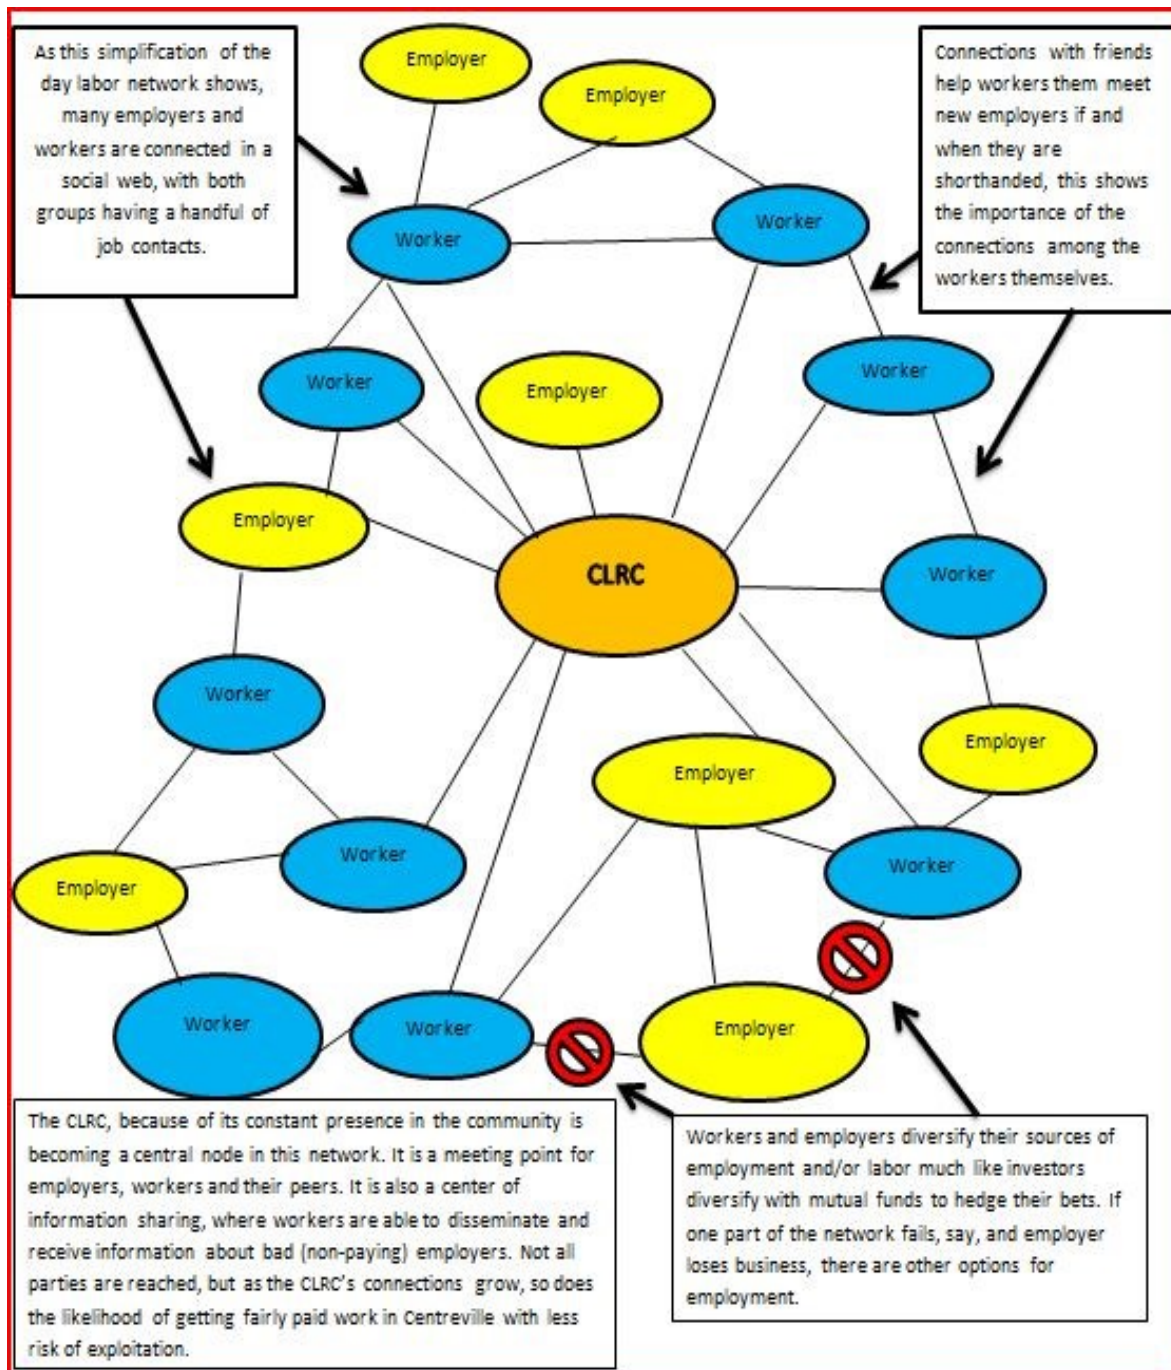 As this simplification of the
day labor network shows,
many employers and
workers are connected in a
social web, with both
groups having a handful of
job contacts.
Employer
Employer
Connections with friends
help workers them meet
new employers if and
when they are
shorthanded, this shows
the importance of the
connections among the
workers themselves.
Worker
Worker
Worker
Employer
Worker
Employer
CLRC
Worker
Worker
Employer
Employer
Worker
Worker
Employer
Worker
Worker
Employer
The CLRC, because of its constant presence in the community is
becoming a central node in this network. It is a meeting point for
employers, workers and their peers. It is also a center of
information sharing, where workers are able to disseminate and
receive information about bad (non-paying) employers. Not all
parties are reached, but as the CLRC's connections grow, so does
the likelihood of getting fairly paid work in Centreville with less
risk of exploitation.
Workers and employers diversify their sources of
employment and/or labor much like investors
diversify with mutual funds to hedge their bets. If
one part of the network fails, say, and employer
loses business, there are other options for
employment.